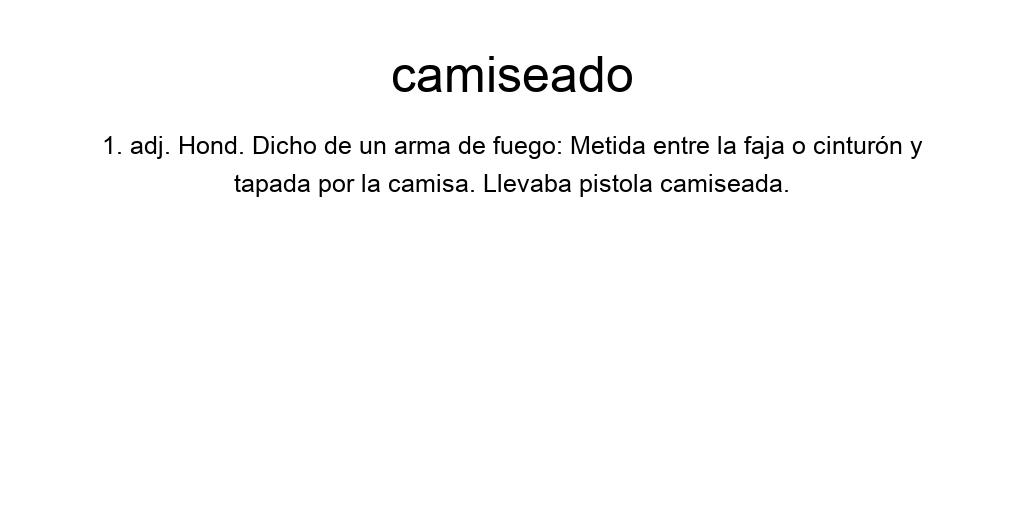 camiseado
1. adj. Hond. Dicho de un arma de fuego: Metida entre la faja o cinturón y
tapada por la camisa. Llevaba pistola camiseada.